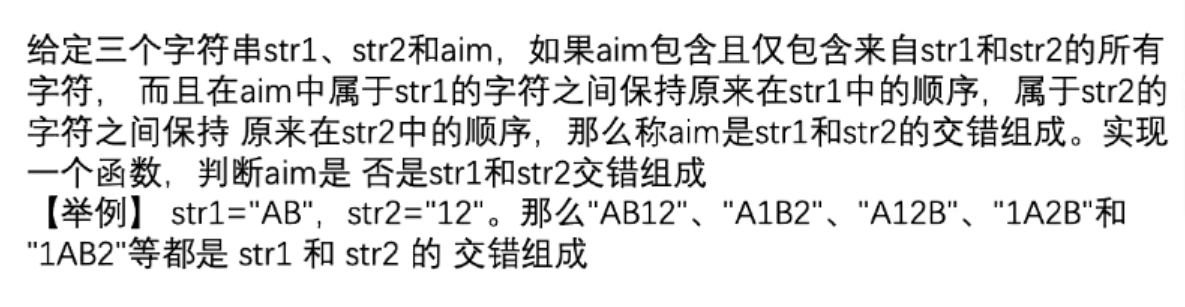 给定三个字符串str1、str2和aim，如果aim包含且仅包含来自str1和str2的所有
字符， 而且在aim中属于str1的字符之间保持原来在str1中的顺序，属于str2的
字符之间保持 原来在str2中的顺序，那么称aim是str1和str2的交错组成。实现
一个函数，判断aim是 否是str1和str2交错组成
【举例】 str1="AB"，str2="12"。那么"AB12"、"A1B2"、"A12B"、"1A2B"和
"1AB2"等都是 str1 和 str2 的 交错组成